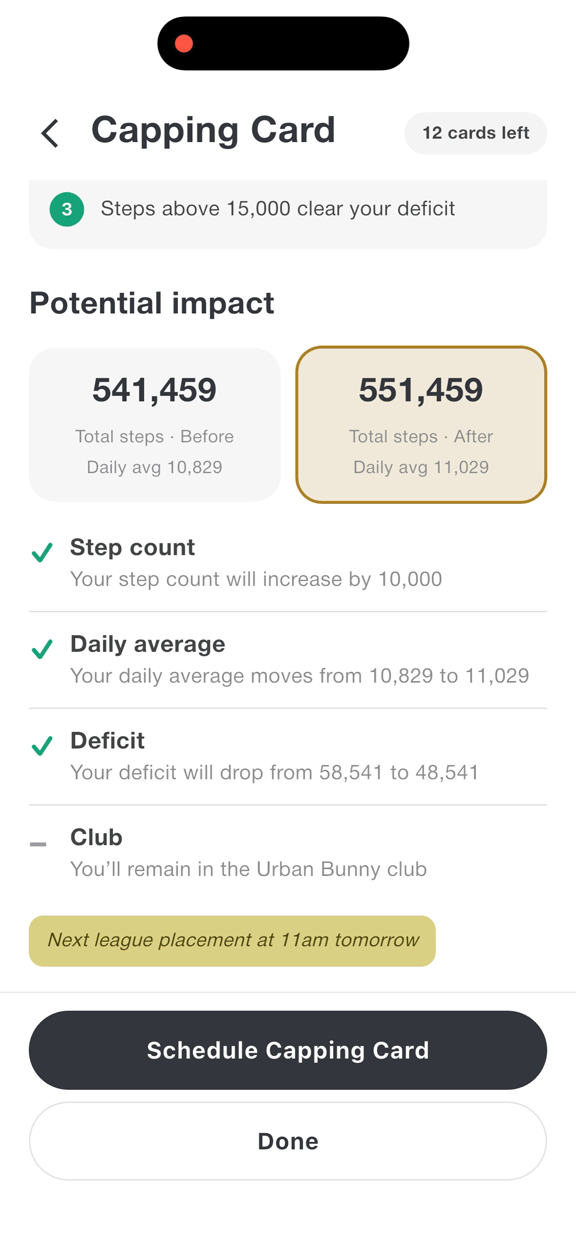 Capping Card
12 cards left
3 Steps above 15,000 clear your deficit
Potential impact
541,459
Total steps · Before
Daily avg 10,829
551,459
Total steps · After
Daily avg 11,029
Step count
Your step count will increase by 10,000
Daily average
Your daily average moves from 10,829 to 11,029
Deficit
Your deficit will drop from 58,541 to 48,541
Club
You’ll remain in the Urban Bunny club
Next league placement at 11am tomorrow
Schedule Capping Card
Done